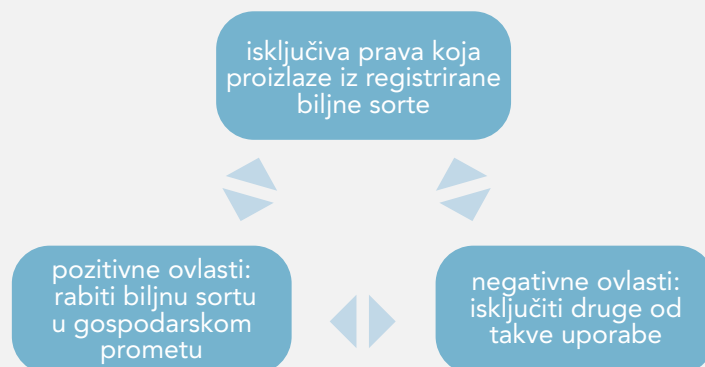 isključiva prava koja
proizlaze iz registrirane
biljne sorte
pozitivne ovlasti:
rabiti biljnu sortu
u gospodarskom
prometu
negativne ovlasti:
isključiti druge od
takve uporabe